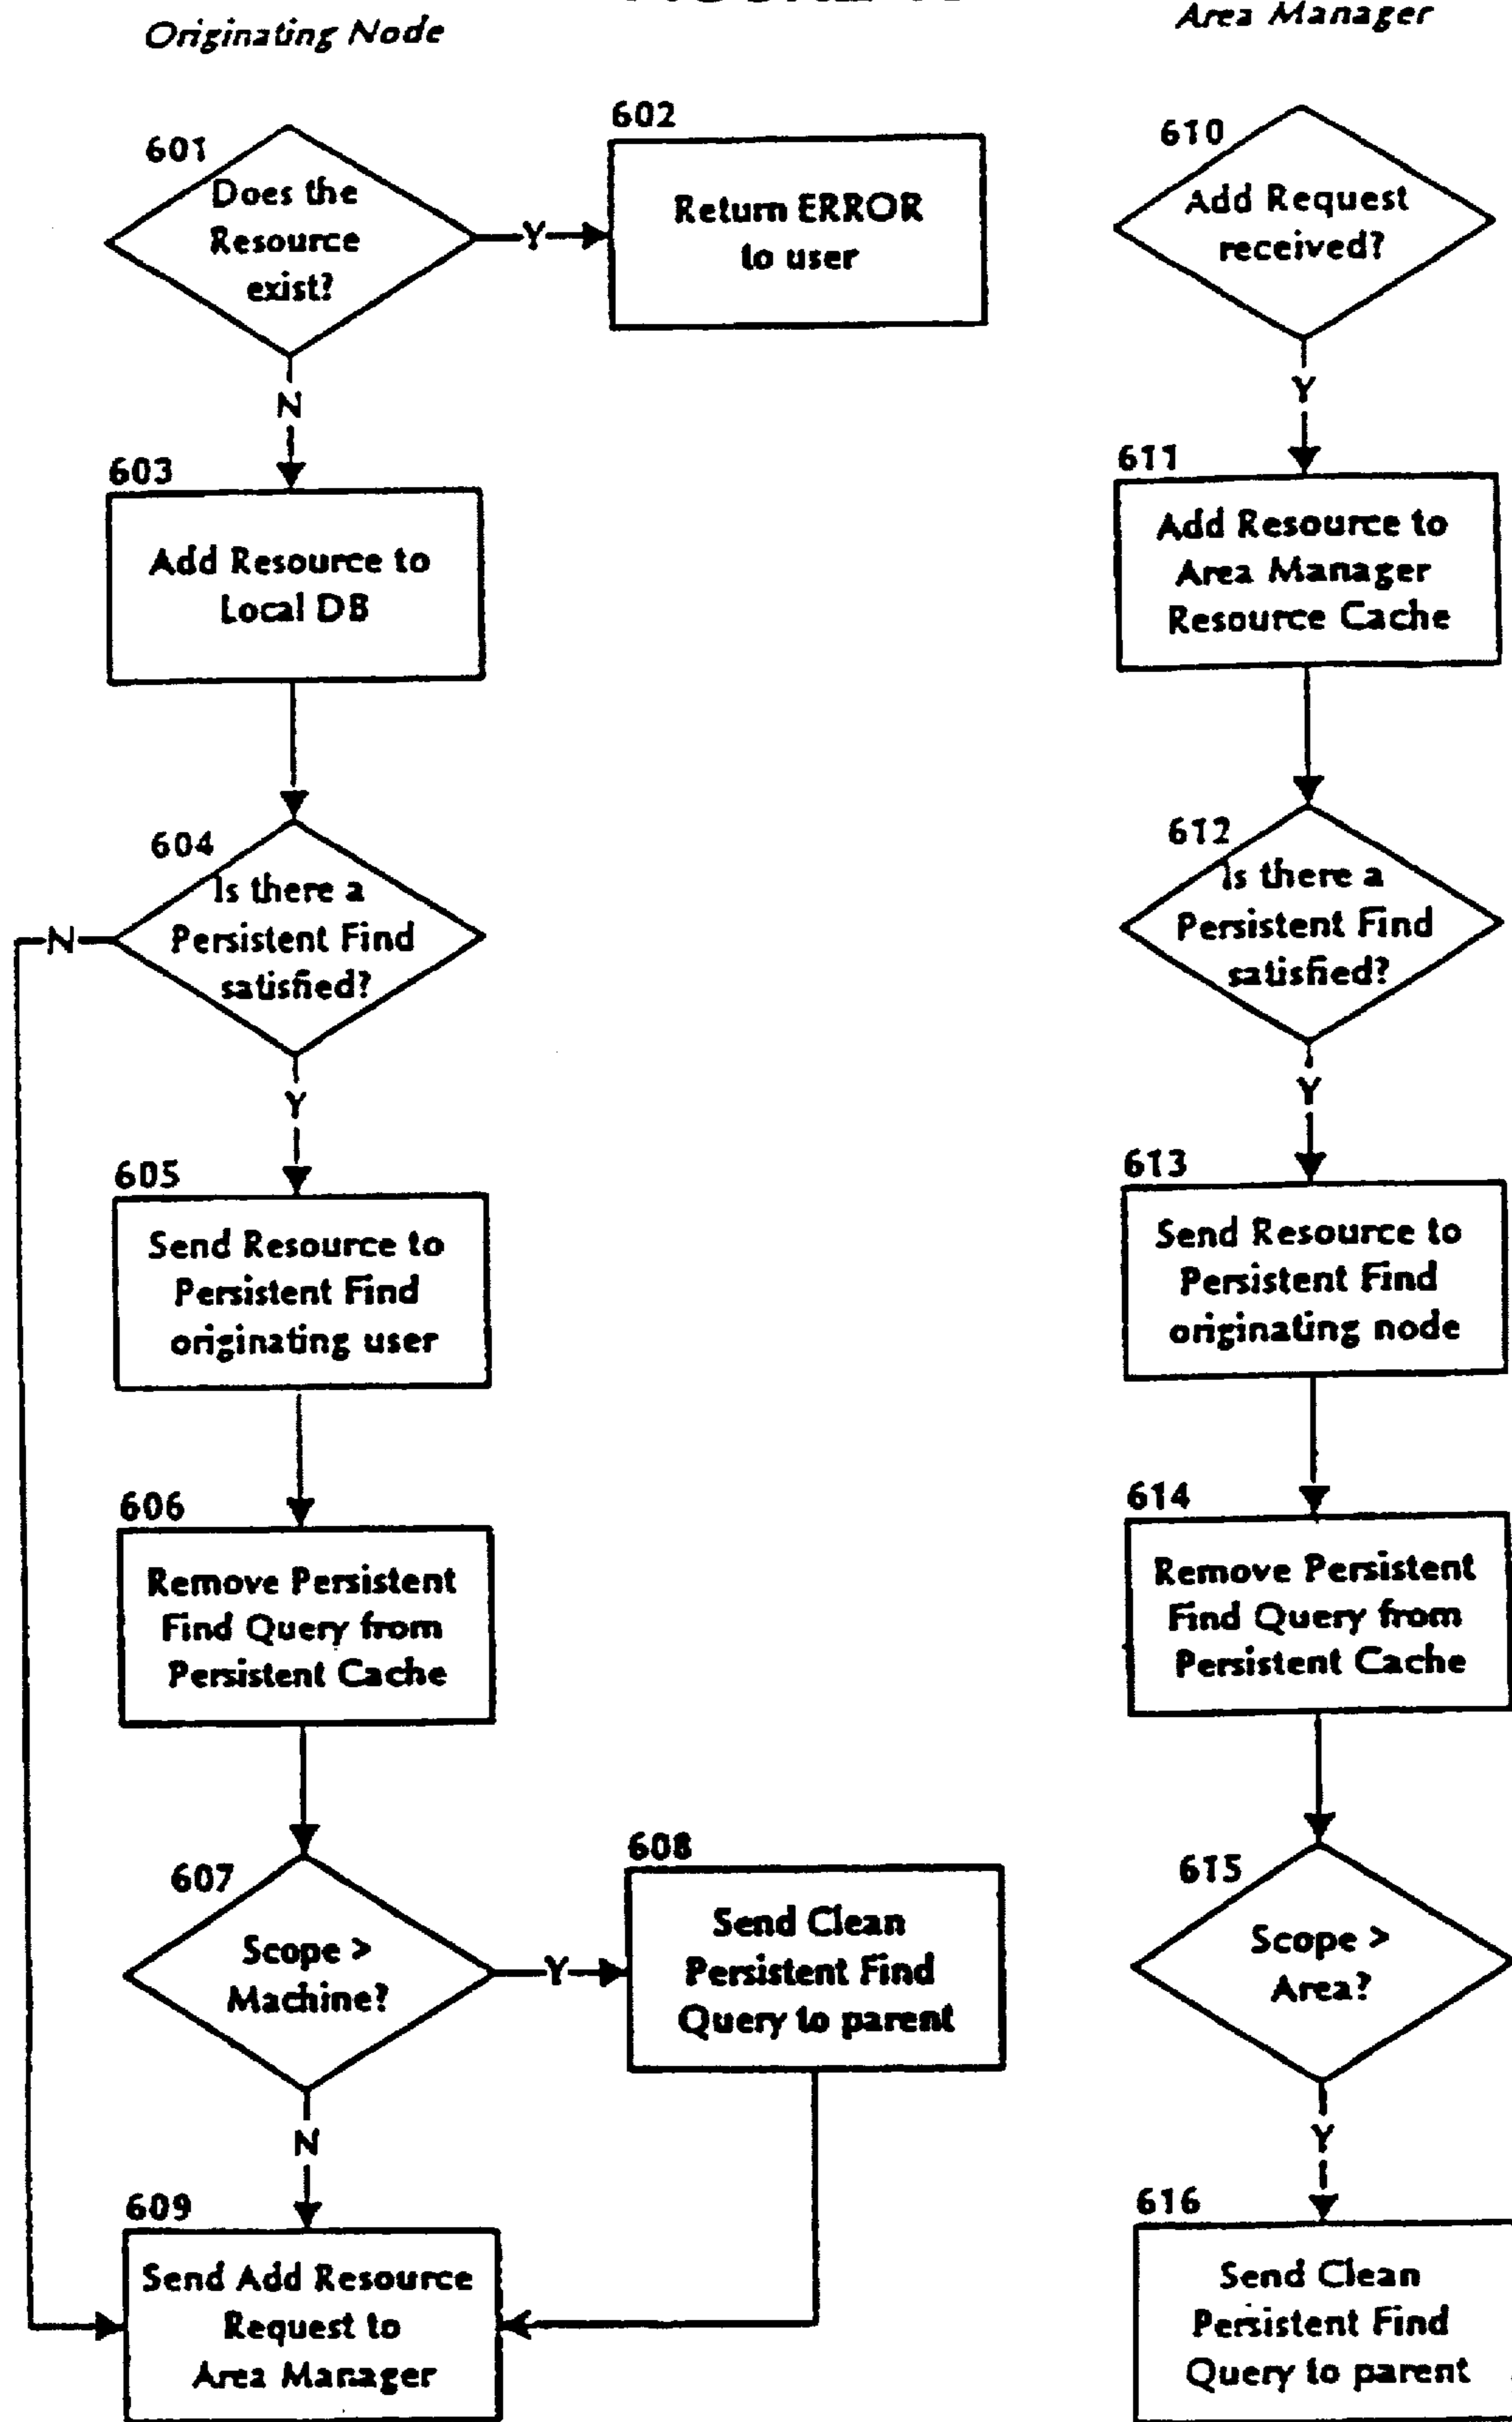 Originating Node
601
Does the
Resource
exist?
Y
602
Return ERROR
to user
N
603
Add Resource to
Local DB
604
Is there a
Persistent Find
satisfied?
N
Y
605
Send Resource to
Persistent Find
originating user
606
Remove Persistent
Find Query from
Persistent Cache
607
Scope >
Machine?
Y
608
Send Clean
Persistent Find
Query to parent
N
609
Send Add Resource
Request to
Area Manager
Area Manager
610
Add Request
received?
Y
611
Add Resource to
Area Manager
Resource Cache
612
Is there a
Persistent Find
satisfied?
Y
613
Send Resource to
Persistent Find
originating node
614
Remove Persistent
Find Query from
Persistent Cache
615
Scope >
Area?
Y
616
Send Clean
Persistent Find
Query to parent